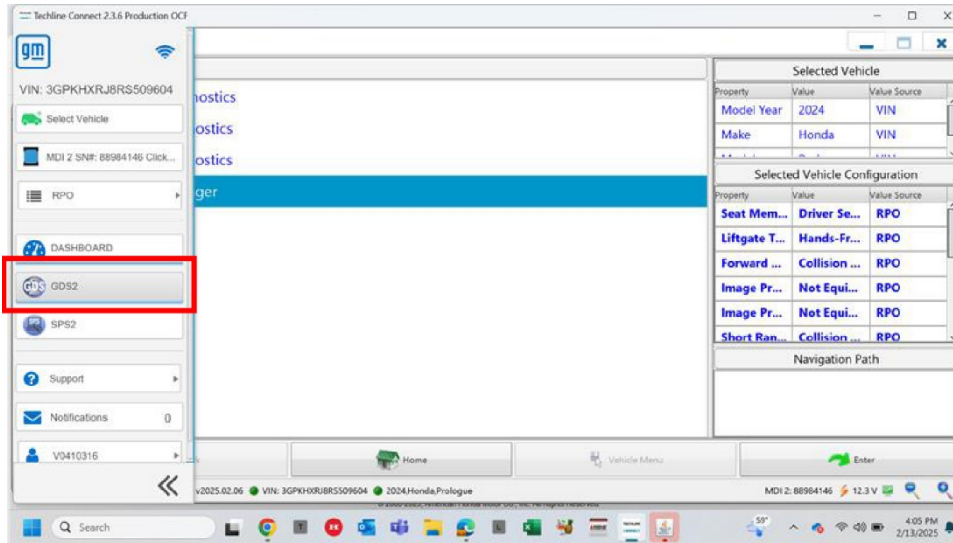 Techline Connect 2.3.6 Production OCF
gm
VIN: 3GPKHXRJ8RS509604
Select Vehicle
MDI 2 SN#: 88984146 Click...
RPO
DASHBOARD
GDS GDS2
SPS2
Support
Notifications 0
V0410316
nostics
ostics
ostics
ger
Selected Vehicle
Property Value Value Source
Model Year 2024 VIN
Make Honda VIN
Selected Vehicle Configuration
Property Value Value Source
Seat Mem... Driver Se... RPO
Liftgate T... Hands-Fr... RPO
Forward ... Collision ... RPO
Image Pr... Not Equi... RPO
Image Pr... Not Equi... RPO
Short Ran... Collision ... RPO
Navigation Path
Home
Vehicle Menu
Enter
v2025.02.06 VIN: 3GPKHXRJ8RS509604 2024,Honda,Prologue
MDI 2: 88984146 12.3 V
Search
59°
4:05 PM
2/13/2025